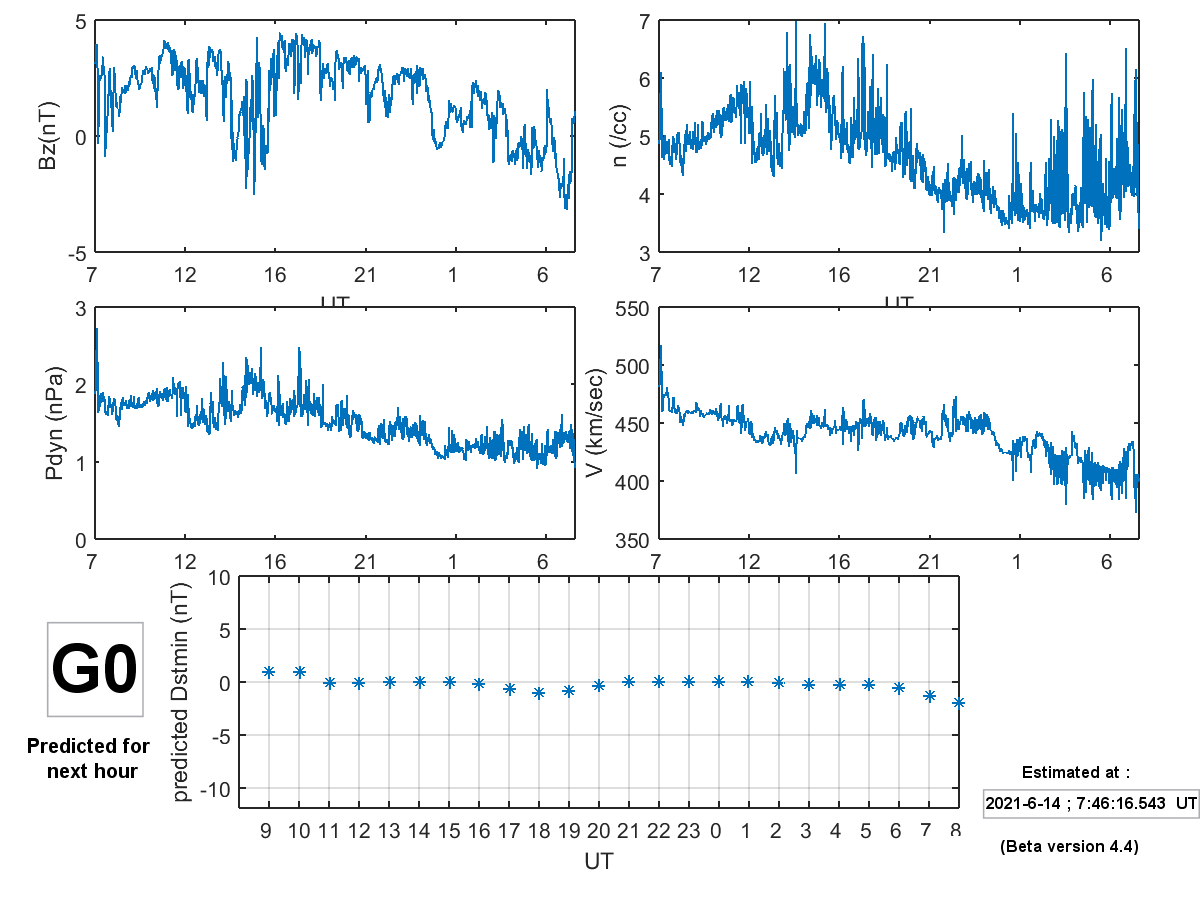 Bz(nT)
5
0
-5
7 12 16 21 1 6
UT
n (/cc)
7
6
5
4
3
7 12 16 21 1 6
UT
Pdyn (nPa)
3
2
1
0
7 12 16 21 1 6
V (km/sec)
550
500
450
400
350
7 12 16 21 1 6
G0
Predicted for
next hour
predicted Dstmin (nT)
10
5
0
-5
-10
9 10 11 12 13 14 15 16 17 18 19 20 21 22 23 0 1 2 3 4 5 6 7 8
UT
Estimated at :
2021-6-14 ; 7:46:16.543 UT
(Beta version 4.4)